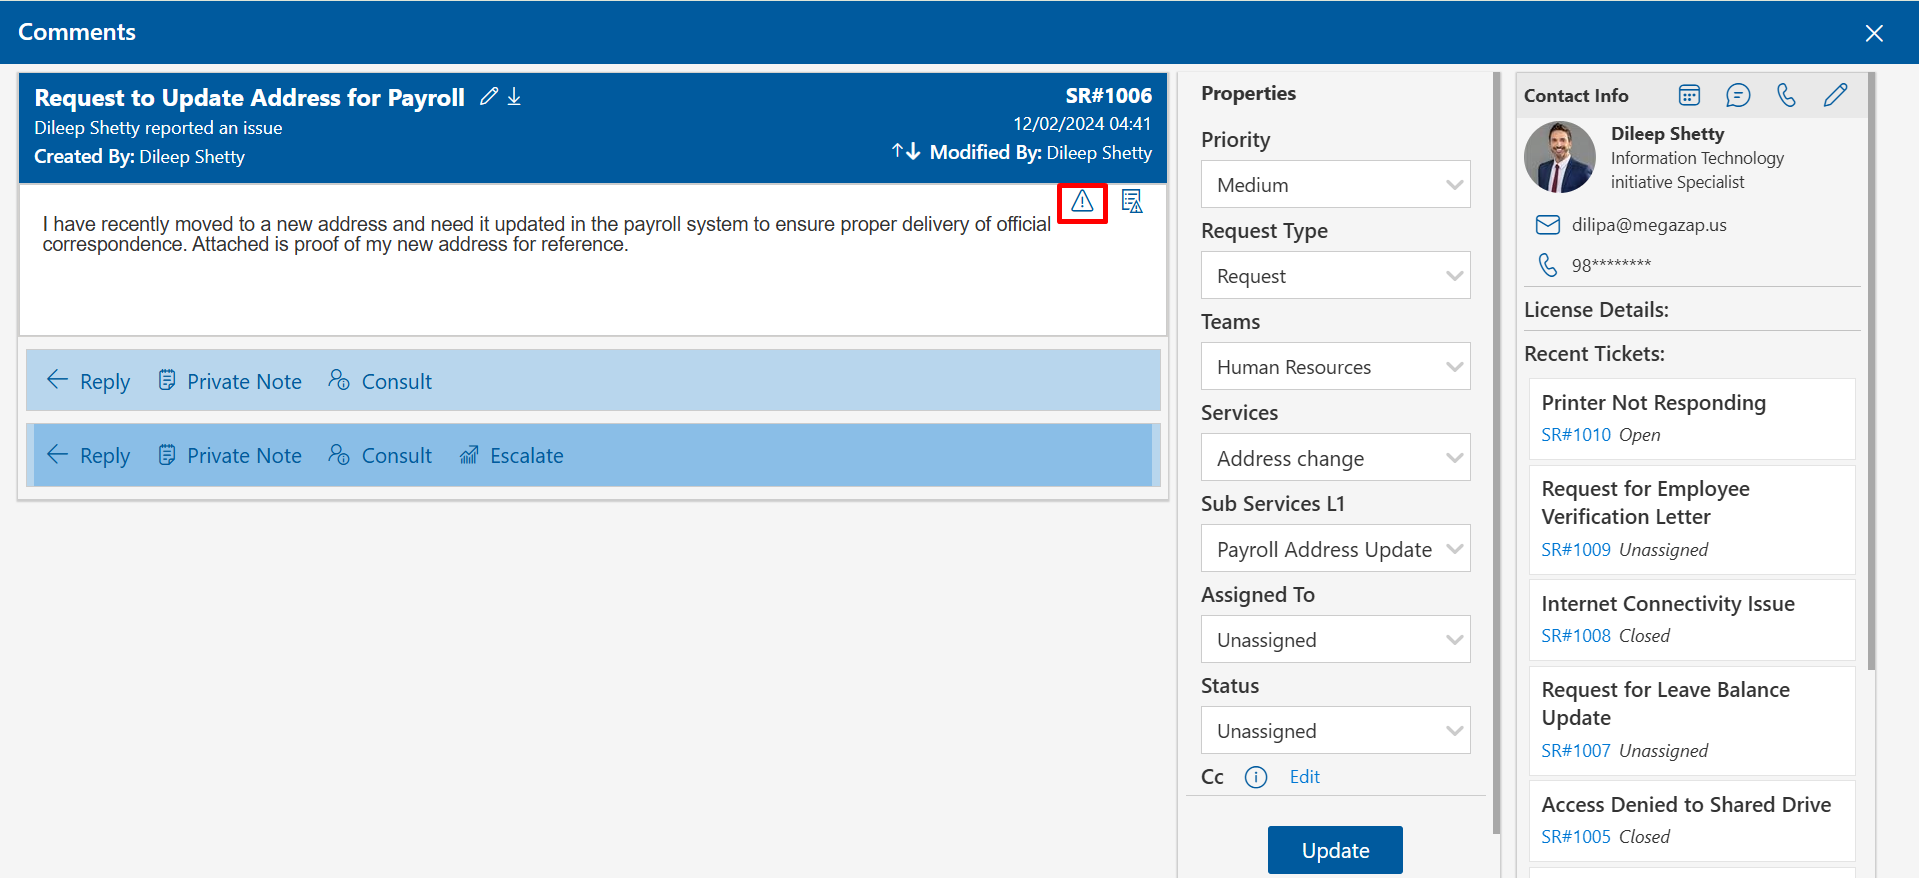 Comments
Request to Update Address for Payroll
SR#1006
Dileep Shetty reported an issue
12/02/2024 04:41
Created By: Dileep Shetty
Modified By: Dileep Shetty
I have recently moved to a new address and need it updated in the payroll system to ensure proper delivery of official
correspondence. Attached is proof of my new address for reference.
Reply
Private Note
Consult
Reply
Private Note
Consult
Escalate
Properties
Priority
Medium
Request Type
Request
Teams
Human Resources
Services
Address change
Sub Services L1
Payroll Address Update
Assigned To
Unassigned
Status
Unassigned
Cc
Edit
Update
Contact Info
Dileep Shetty
Information Technology
initiative Specialist
dilipa@megazap.us
98********
License Details:
Recent Tickets:
Printer Not Responding
SR#1010 Open
Request for Employee
Verification Letter
SR#1009 Unassigned
Internet Connectivity Issue
SR#1008 Closed
Request for Leave Balance
Update
SR#1007 Unassigned
Access Denied to Shared Drive
SR#1005 Closed